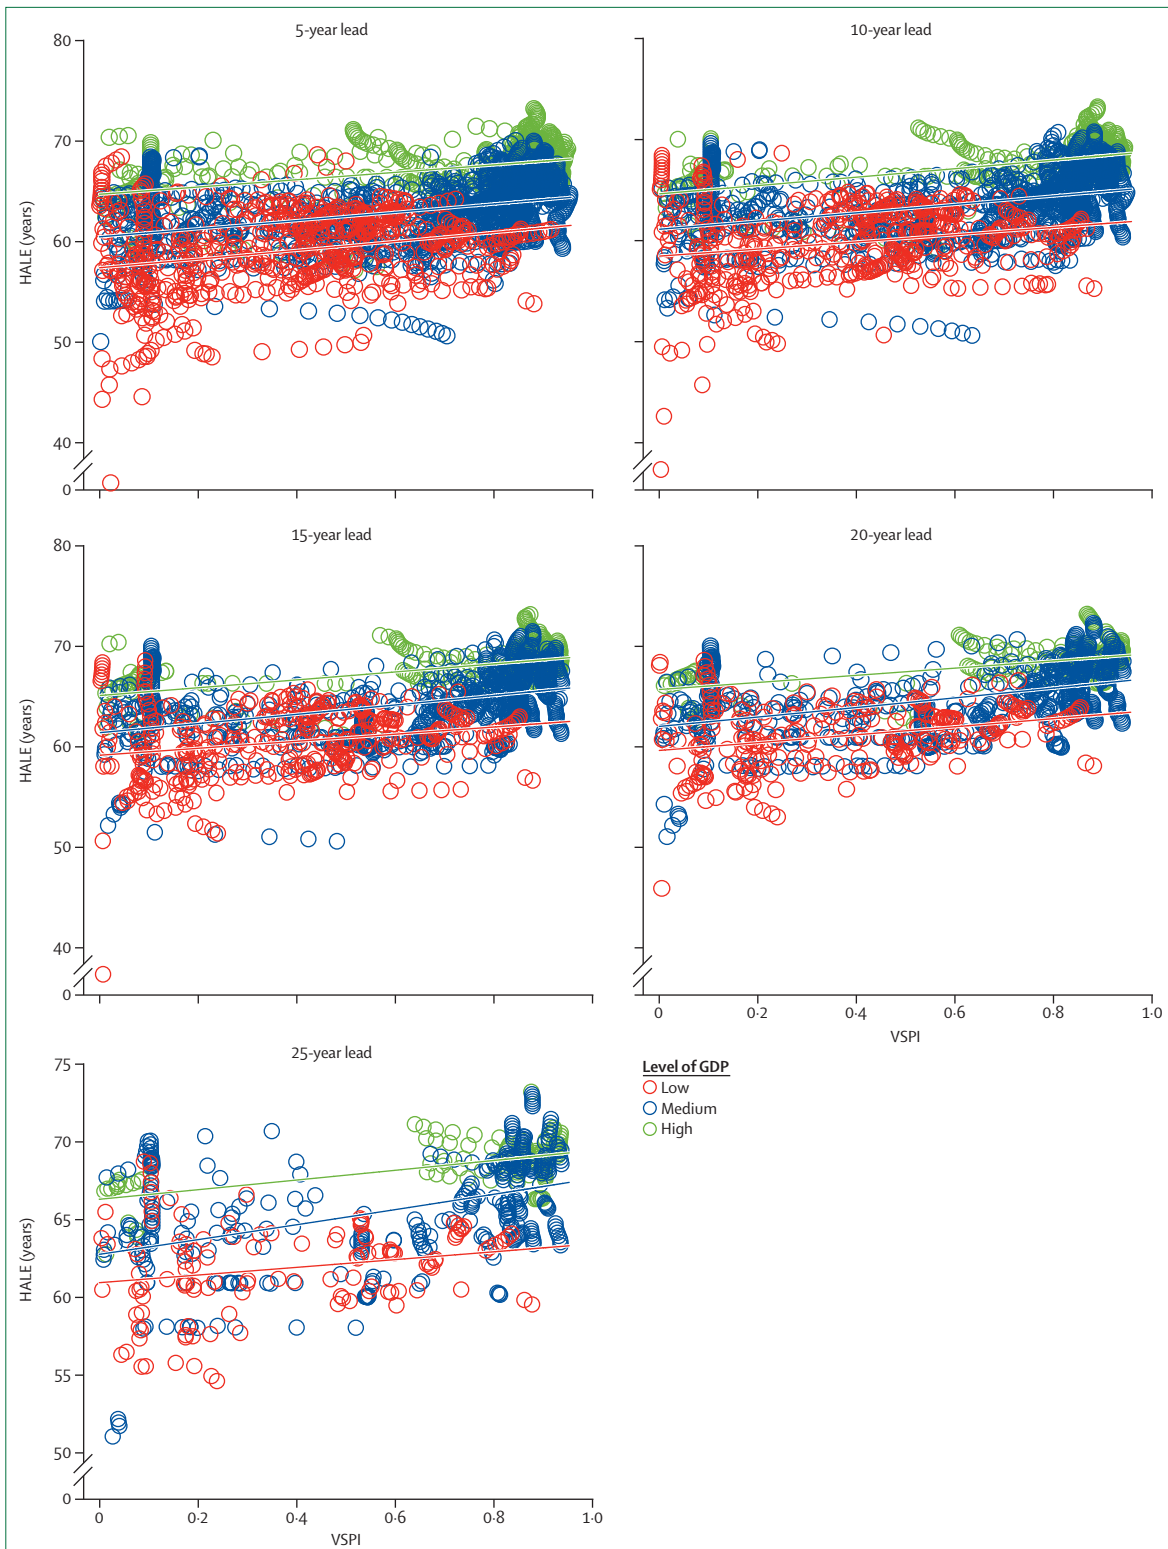 5-year lead
10-year lead
80
70
60
50
40
0
HALE (years)
15-year lead
20-year lead
80
70
60
50
40
0
HALE (years)
0
0·2
0·4
0·6
0·8
1·0
VSPI
25-year lead
75
70
65
60
55
50
0
HALE (years)
0
0·2
0·4
0·6
0·8
1·0
VSPI
Level of GDP
Low
Medium
High